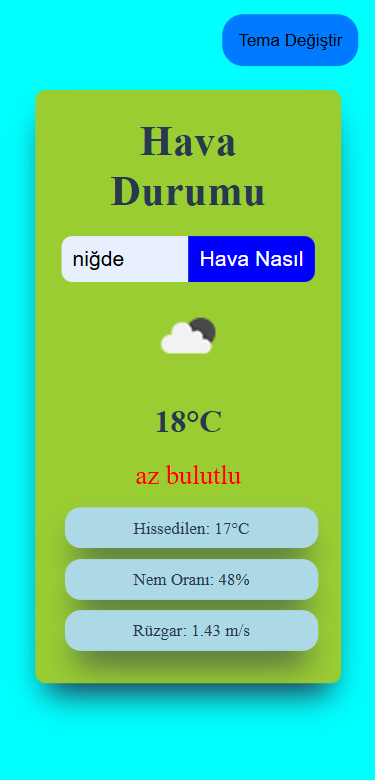 Tema Değiştir
Hava
Durumu
niğde
Hava Nasıl
18°C
az bulutlu
Hissedilen: 17°C
Nem Oranı: 48%
Rüzgar: 1.43 m/s